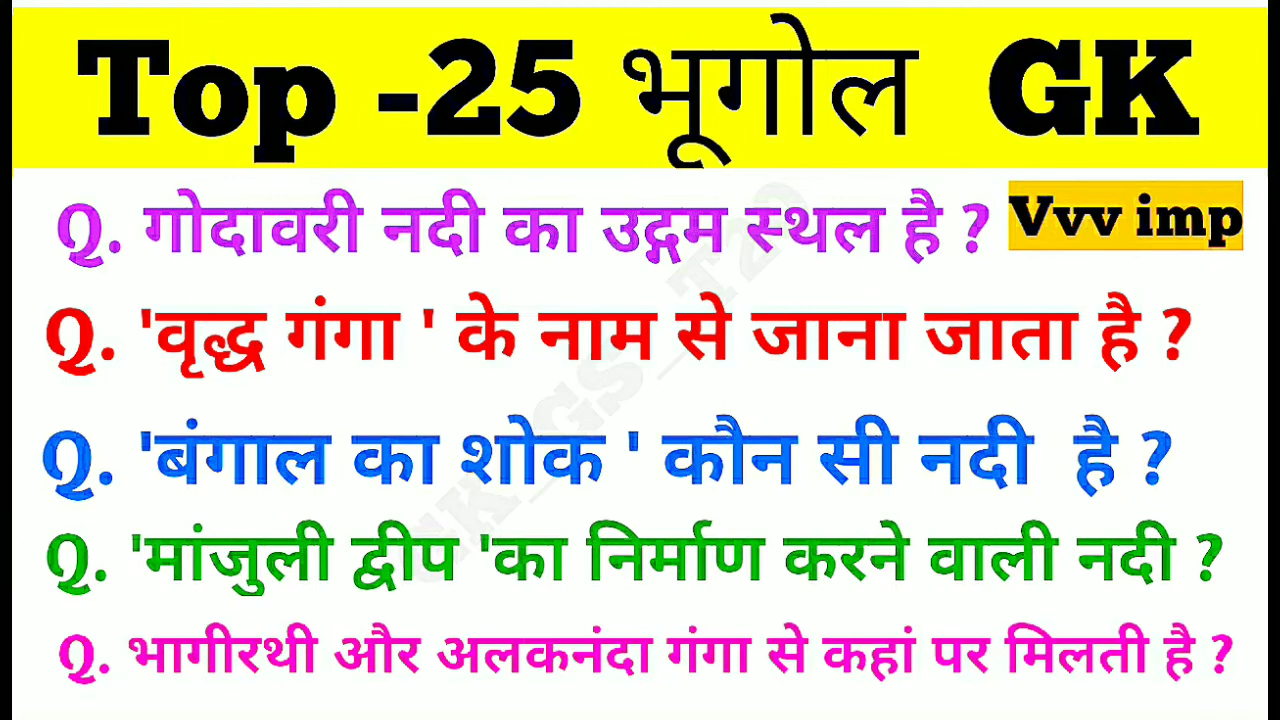 Top -25 भूगोल GK
Q. गोदावरी नदी का उद्गम स्थल है ? Vvv imp
Q. 'वृद्ध गंगा ' के नाम से जाना जाता है ?
Q. 'बंगाल का शोक ' कौन सी नदी है ?
Q. 'मांजुली द्वीप 'का निर्माण करने वाली नदी ?
Q. भागीरथी और अलकनंदा गंगा से कहां पर मिलती है ?